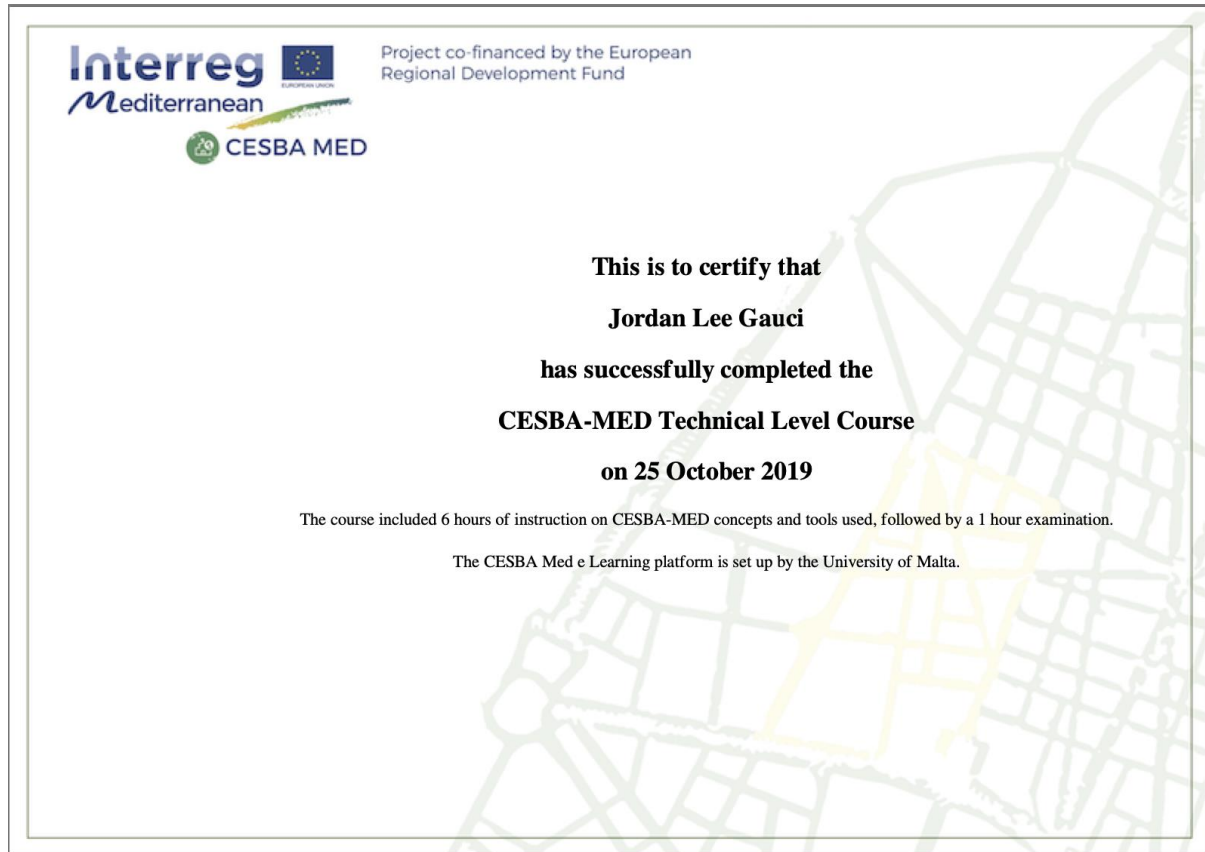 Interreg
EUROPEAN UNION
Mediterranean
CESBA MED
Project co-financed by the European
Regional Development Fund
This is to certify that
Jordan Lee Gauci
has successfully completed the
CESBA-MED Technical Level Course
on 25 October 2019
The course included 6 hours of instruction on CESBA-MED concepts and tools used, followed by a 1 hour examination.
The CESBA Med e Learning platform is set up by the University of Malta.